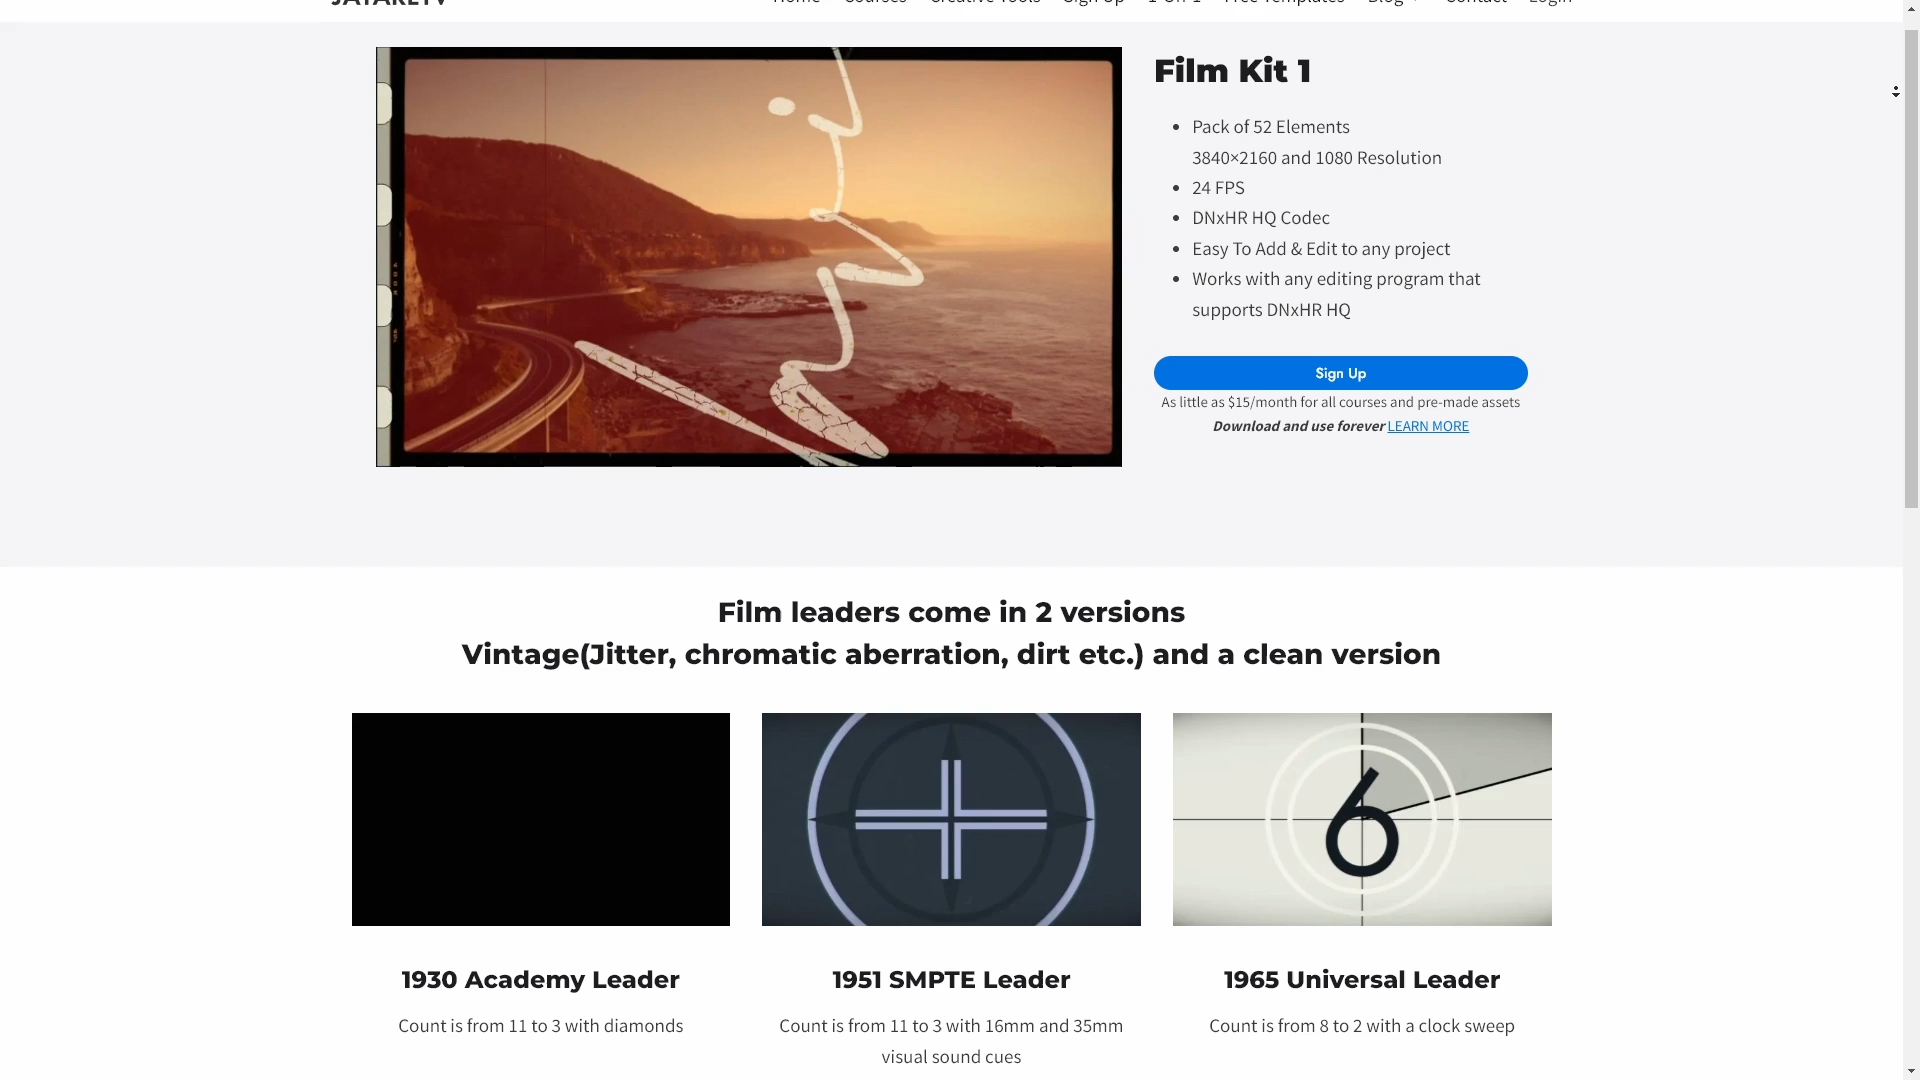 JAYARETV
Home Courses Creative Tools Sign Up 1-On-1 Free Templates Blog Contact Login
Film Kit 1
Pack of 52 Elements
3840×2160 and 1080 Resolution
24 FPS
DNxHR HQ Codec
Easy To Add & Edit to any project
Works with any editing program that
supports DNxHR HQ
Sign Up
As little as $15/month for all courses and pre-made assets
Download and use forever LEARN MORE
Film leaders come in 2 versions
Vintage(Jitter, chromatic aberration, dirt etc.) and a clean version
6
1930 Academy Leader
1951 SMPTE Leader
1965 Universal Leader
Count is from 11 to 3 with diamonds
Count is from 11 to 3 with 16mm and 35mm
visual sound cues
Count is from 8 to 2 with a clock sweep